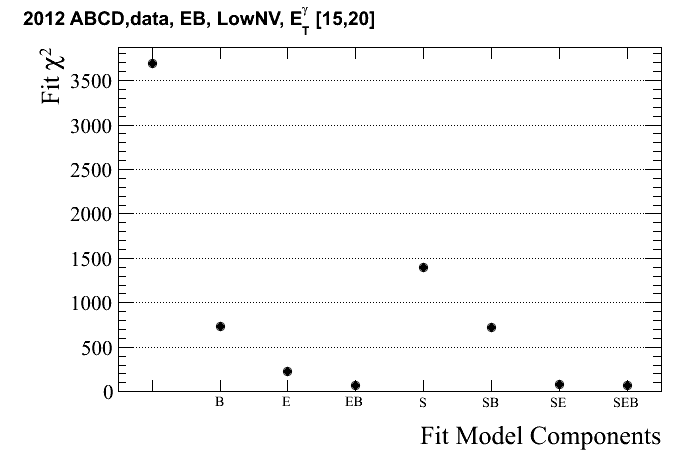 2012 ABCD,data, EB, LowNV, E_T^γ [15,20]
Fit χ²
3500
3000
2500
2000
1500
1000
500
0
B E EB S SB SE SEB
Fit Model Components